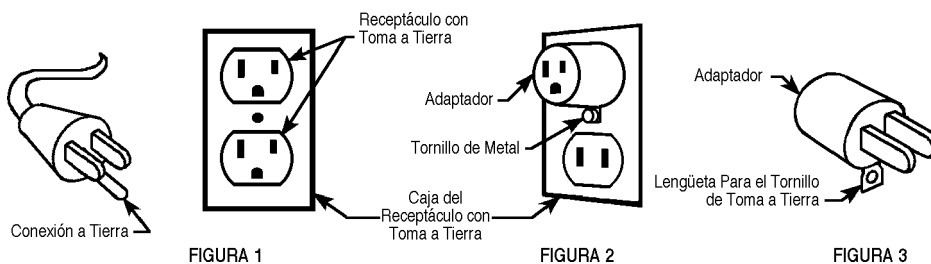 Receptáculo con
Toma a Tierra
Adaptador
Tornillo de Metal
Caja del
Receptáculo con
Toma a Tierra
Conexión a Tierra
Adaptador
Lengüeta Para el Tornillo
de Toma a Tierra
FIGURA 1
FIGURA 2
FIGURA 3